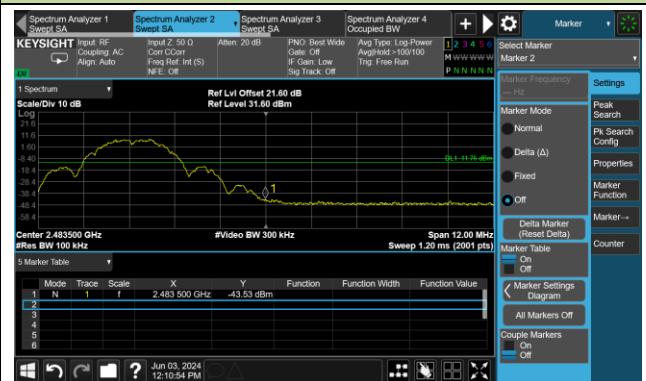 Spectrum Analyzer 1
Swept SA
Spectrum Analyzer 2
Swept SA
Spectrum Analyzer 3
Swept SA
Spectrum Analyzer 4
Occupied BW
Marker
KEYSIGHT
Input: RF
Coupling: AC
Align: Auto
Input Z: 50 Ω
Corr CCorr
Freq Ref: Int (S)
NFE: Off
Atten: 20 dB
PNO: Best Wide
Gate: Off
IF Gain: Low
Sig Track: Off
Avg Type: Log-Power
Avg|Hold:>100/100
Trig: Free Run
1 2 3 4 5 6
M W W W W W
P N N N N N
Select Marker
Marker 2
Marker Frequency
--- Hz
Settings
Marker Mode
Normal
Delta (Δ)
Fixed
Off
Delta Marker
(Reset Delta)
Marker Table
On
Off
Marker Settings
Diagram
All Markers Off
Couple Markers
On
Off
Peak
Search
Pk Search
Config
Properties
Marker
Function
Marker→
Counter
1 Spectrum
Scale/Div 10 dB
Log
Ref Lvl Offset 21.60 dB
Ref Level 31.60 dBm
21.6
11.6
1.60
-8.40
-18.4
-28.4
-38.4
-48.4
-58.4
DL1 -11.76 dBm
1
Center 2.483500 GHz
#Res BW 100 kHz
#Video BW 300 kHz
Span 12.00 MHz
Sweep 1.20 ms (2001 pts)
5 Marker Table
Mode Trace Scale X Y Function Function Width Function Value
1 N 1 f 2.483 500 GHz -43.53 dBm
2
3
4
5
6
?
Jun 03, 2024
12:10:54 PM